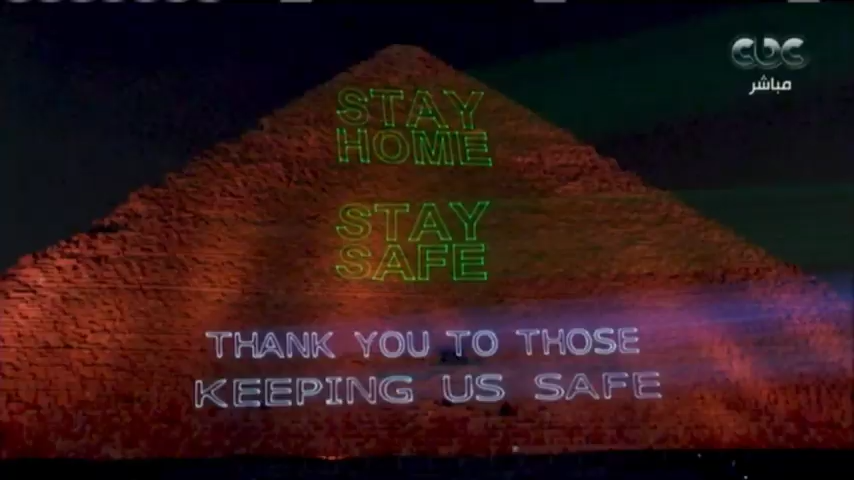 CBC
مباشر
STAY
HOME
STAY
SAFE
THANK YOU TO THOSE
KEEPING US SAFE